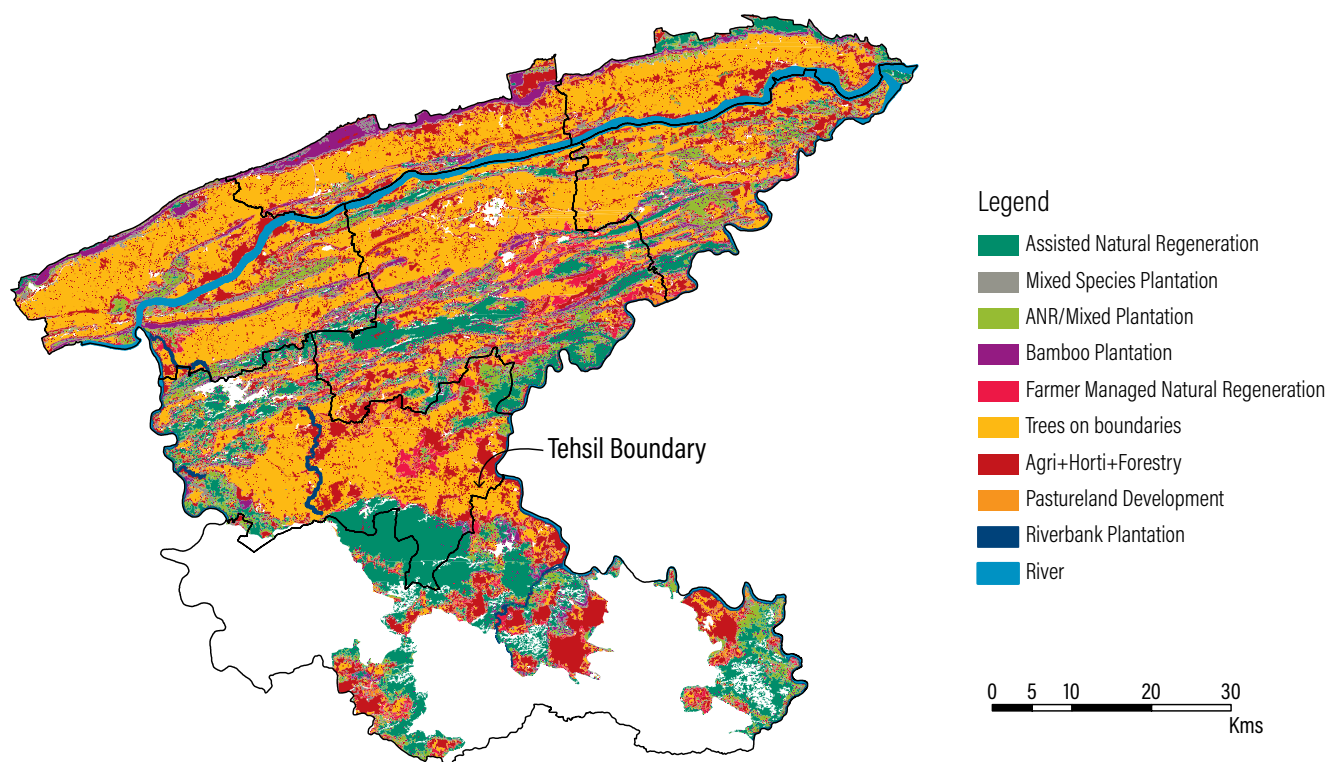 Legend
Assisted Natural Regeneration
Mixed Species Plantation
ANR/Mixed Plantation
Bamboo Plantation
Farmer Managed Natural Regeneration
Trees on boundaries
Agri+Horti+Forestry
Pastureland Development
Riverbank Plantation
River
Tehsil Boundary
0 5 10 20 30
Kms